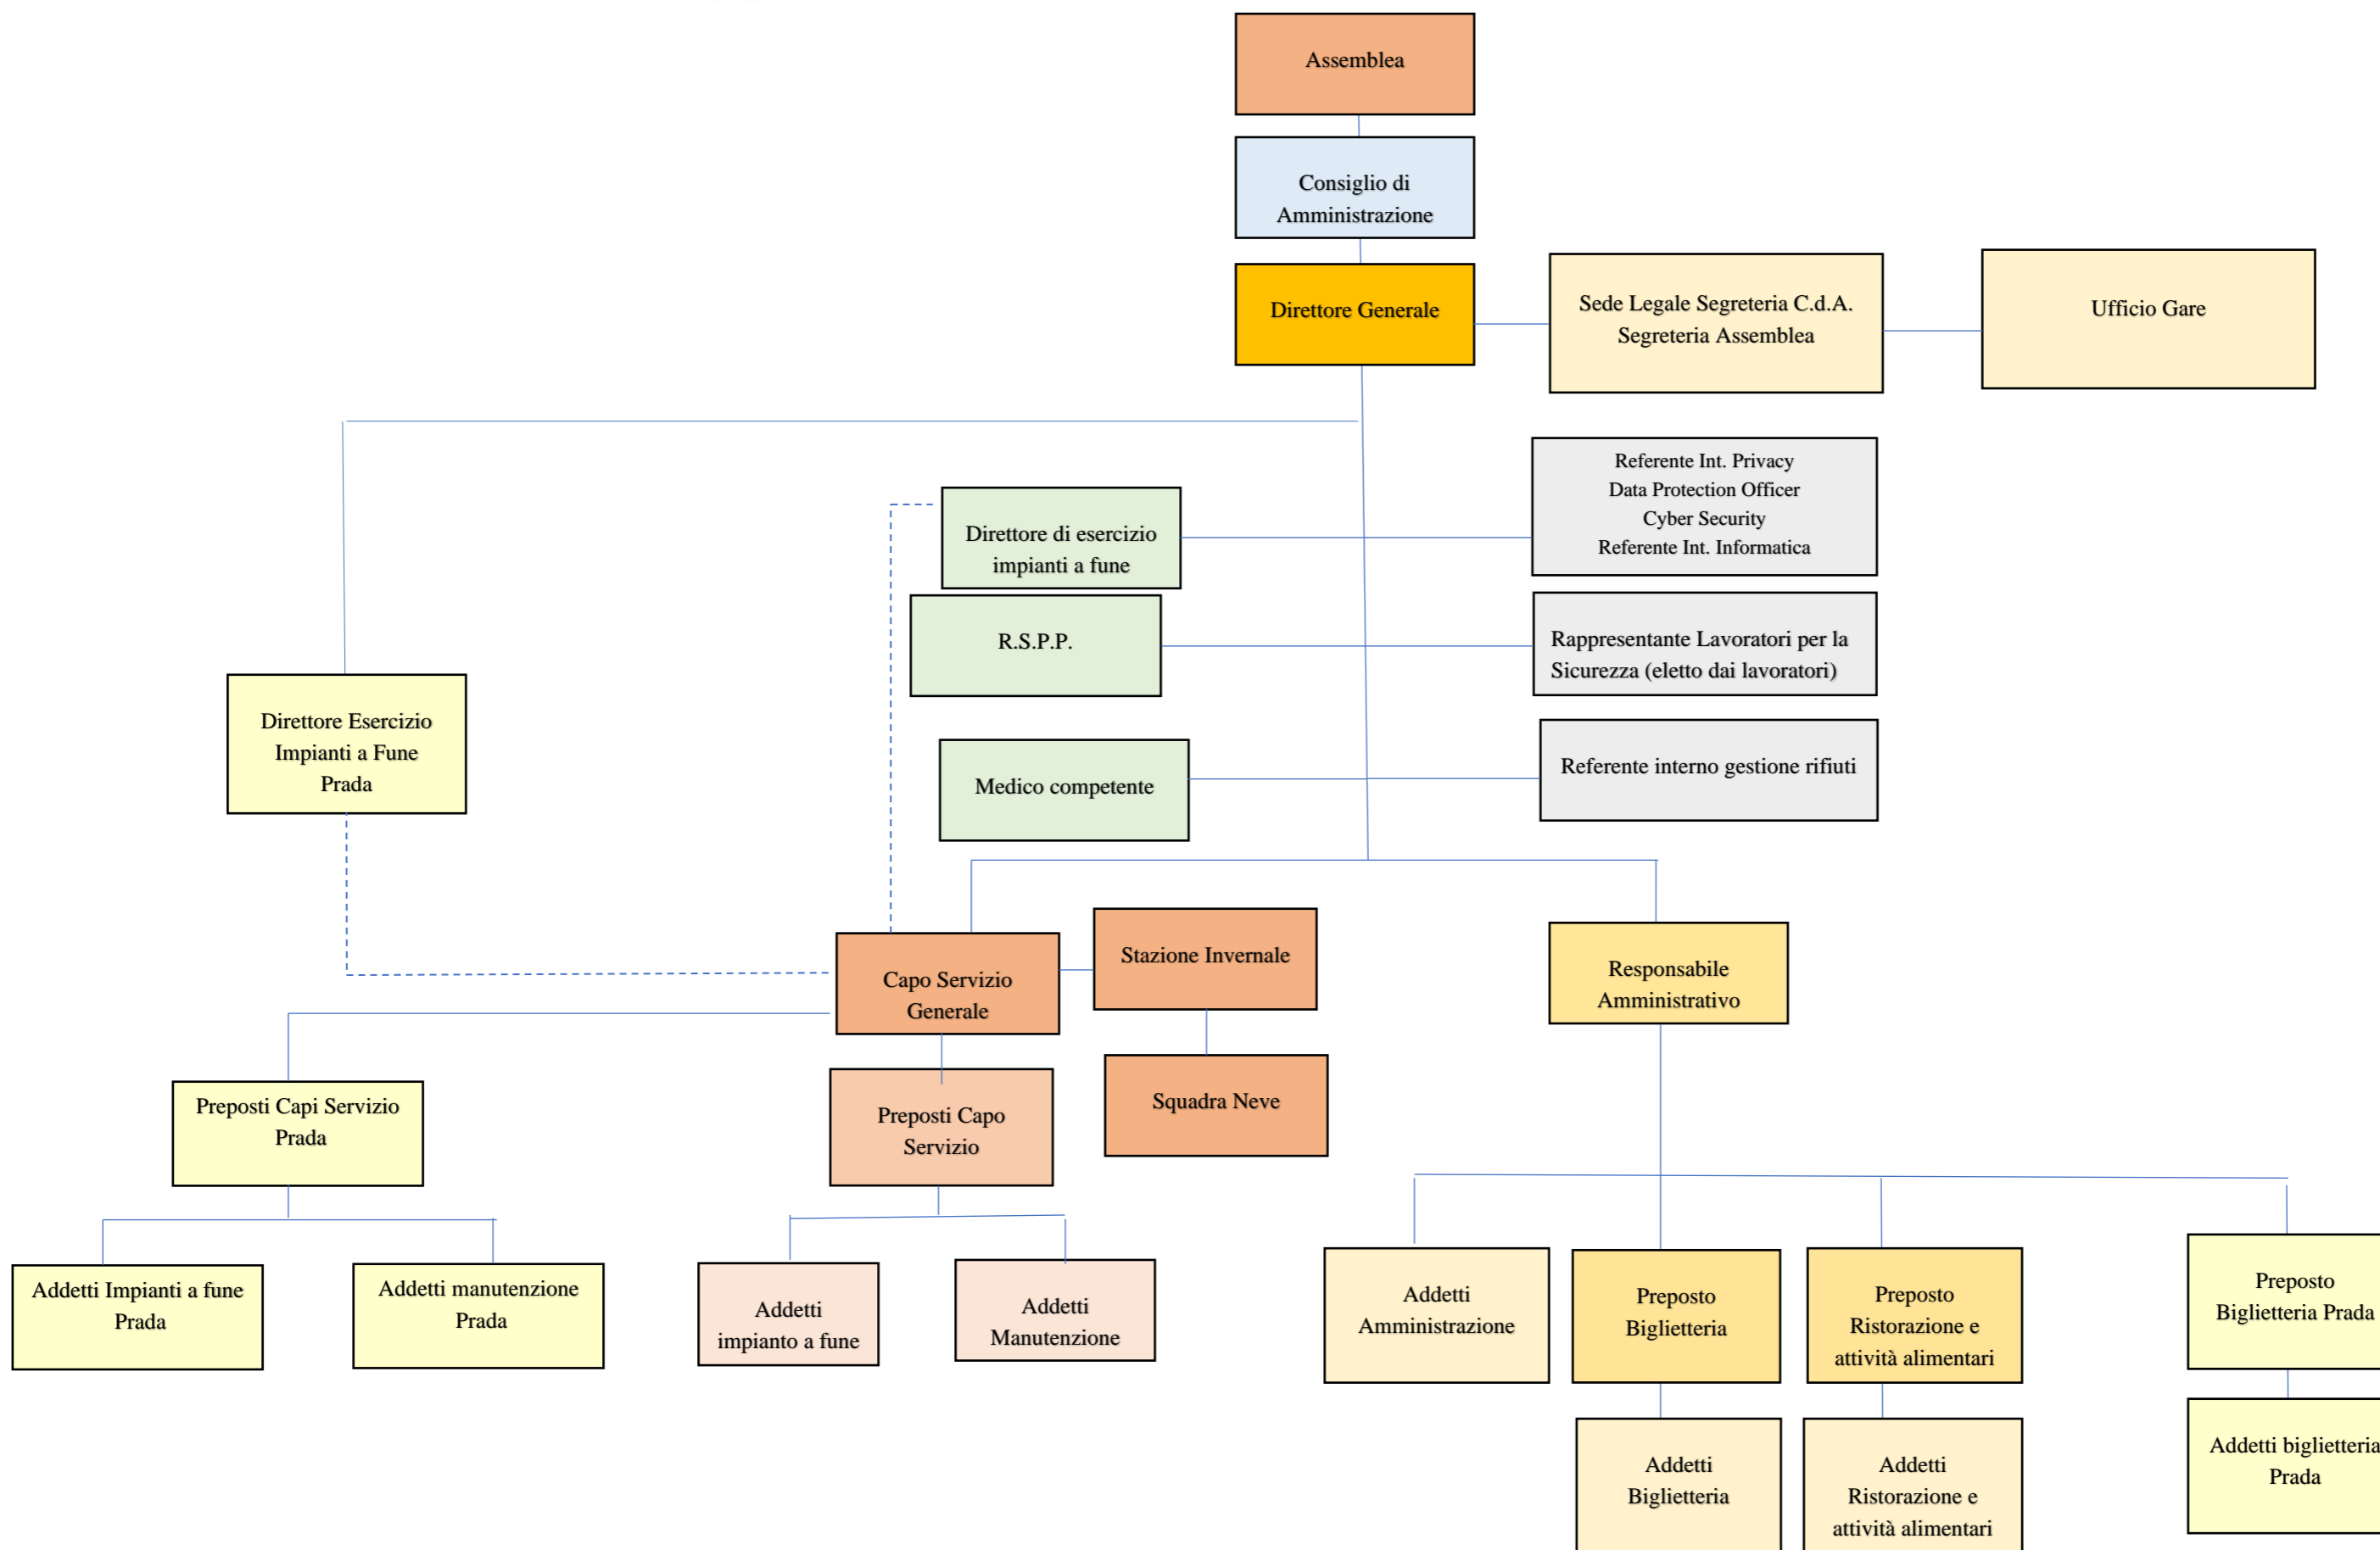 Assemblea
Consiglio di
Amministrazione
Direttore Generale
Sede Legale Segreteria C.d.A.
Segreteria Assemblea
Ufficio Gare
Referente Int. Privacy
Data Protection Officer
Cyber Security
Referente Int. Informatica
Direttore di esercizio
impianti a fune
R.S.P.P.
Rappresentante Lavoratori per la
Sicurezza (eletto dai lavoratori)
Direttore Esercizio
Impianti a Fune
Prada
Medico competente
Referente interno gestione rifiuti
Capo Servizio
Generale
Stazione Invernale
Responsabile
Amministrativo
Squadra Neve
Preposti Capi Servizio
Prada
Preposti Capo
Servizio
Addetti Impianti a fune
Prada
Addetti manutenzione
Prada
Addetti
impianto a fune
Addetti
Manutenzione
Addetti
Amministrazione
Preposto
Biglietteria
Preposto
Ristorazione e
attività alimentari
Preposto
Biglietteria Prada
Addetti
Biglietteria
Addetti
Ristorazione e
attività alimentari
Addetti biglietteria
Prada